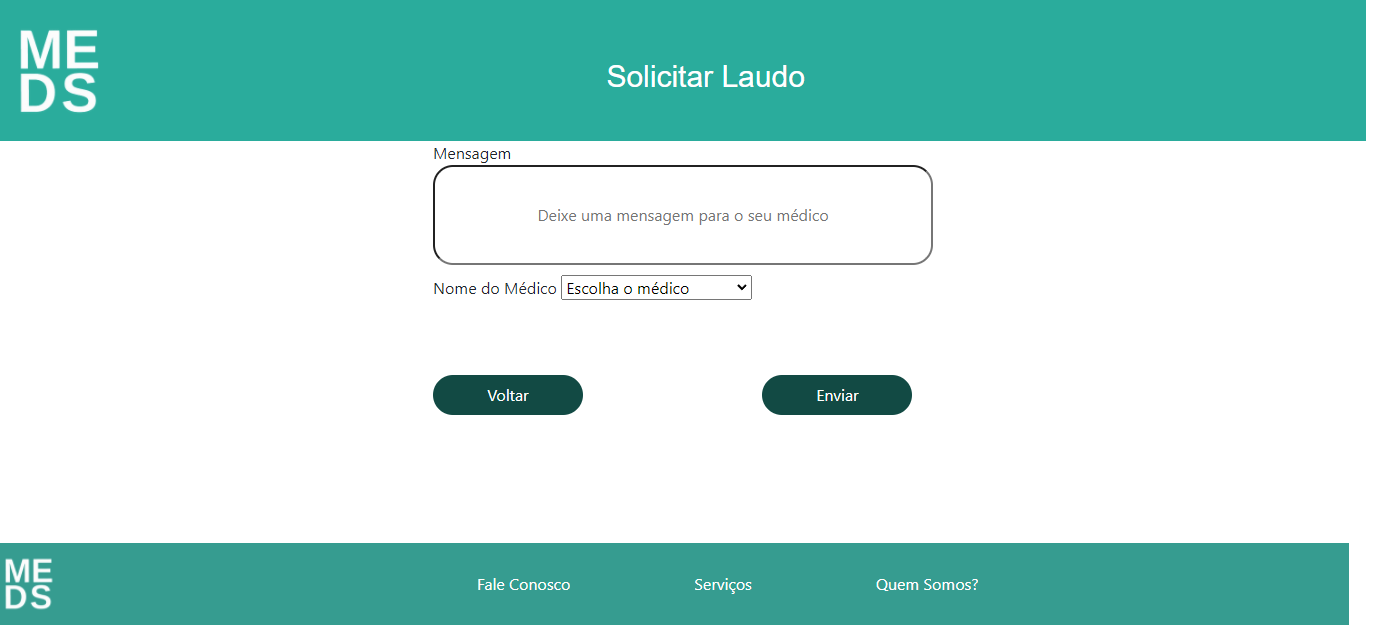 ME
DS
Solicitar Laudo
Mensagem
Deixe uma mensagem para o seu médico
Nome do Médico Escolha o médico
Voltar Enviar
ME
DS
Fale Conosco Serviços Quem Somos?